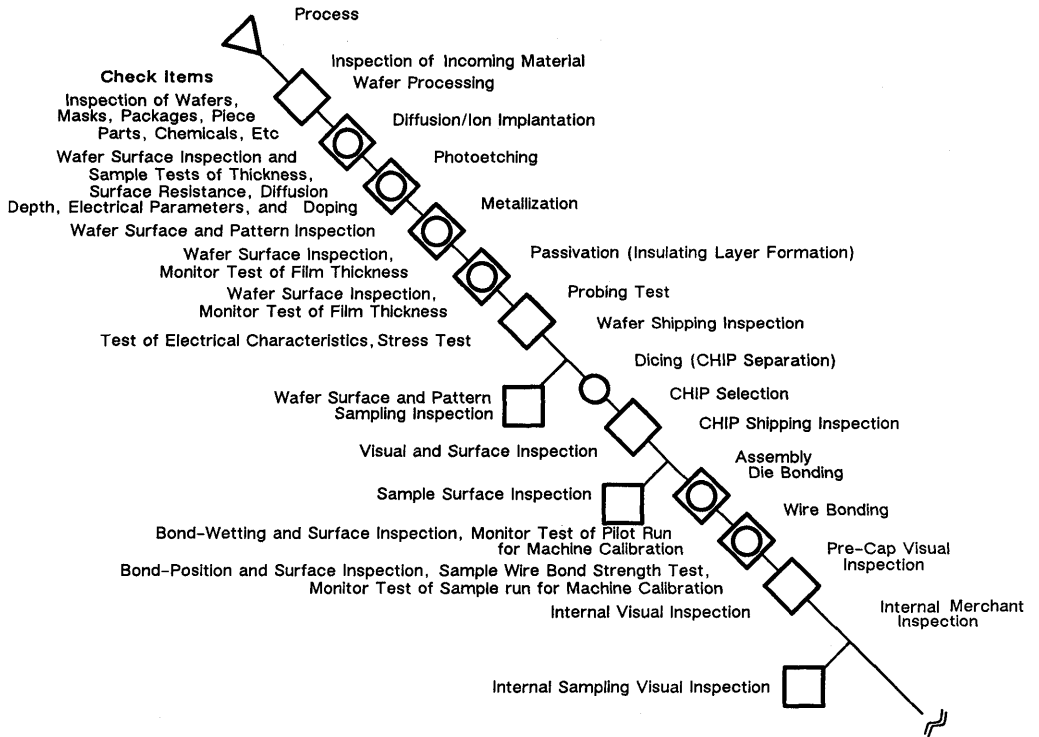 Process
Inspection of Incoming Material
Wafer Processing
Check Items
Inspection of Wafers,
Masks, Packages, Piece
Parts, Chemicals, Etc
Diffusion/Ion Implantation
Wafer Surface Inspection and
Sample Tests of Thickness,
Surface Resistance, Diffusion
Depth, Electrical Parameters, and Doping
Photoetching
Wafer Surface and Pattern Inspection
Metallization
Wafer Surface Inspection,
Monitor Test of Film Thickness
Passivation (Insulating Layer Formation)
Wafer Surface Inspection,
Monitor Test of Film Thickness
Probing Test
Test of Electrical Characteristics, Stress Test
Wafer Shipping Inspection
Wafer Surface and Pattern
Sampling Inspection
Dicing (CHIP Separation)
CHIP Selection
Visual and Surface Inspection
CHIP Shipping Inspection
Sample Surface Inspection
Assembly
Die Bonding
Bond-Wetting and Surface Inspection, Monitor Test of Pilot Run
for Machine Calibration
Wire Bonding
Bond-Position and Surface Inspection, Sample Wire Bond Strength Test,
Monitor Test of Sample run for Machine Calibration
Pre-Cap Visual
Inspection
Internal Visual Inspection
Internal Merchant
Inspection
Internal Sampling Visual Inspection